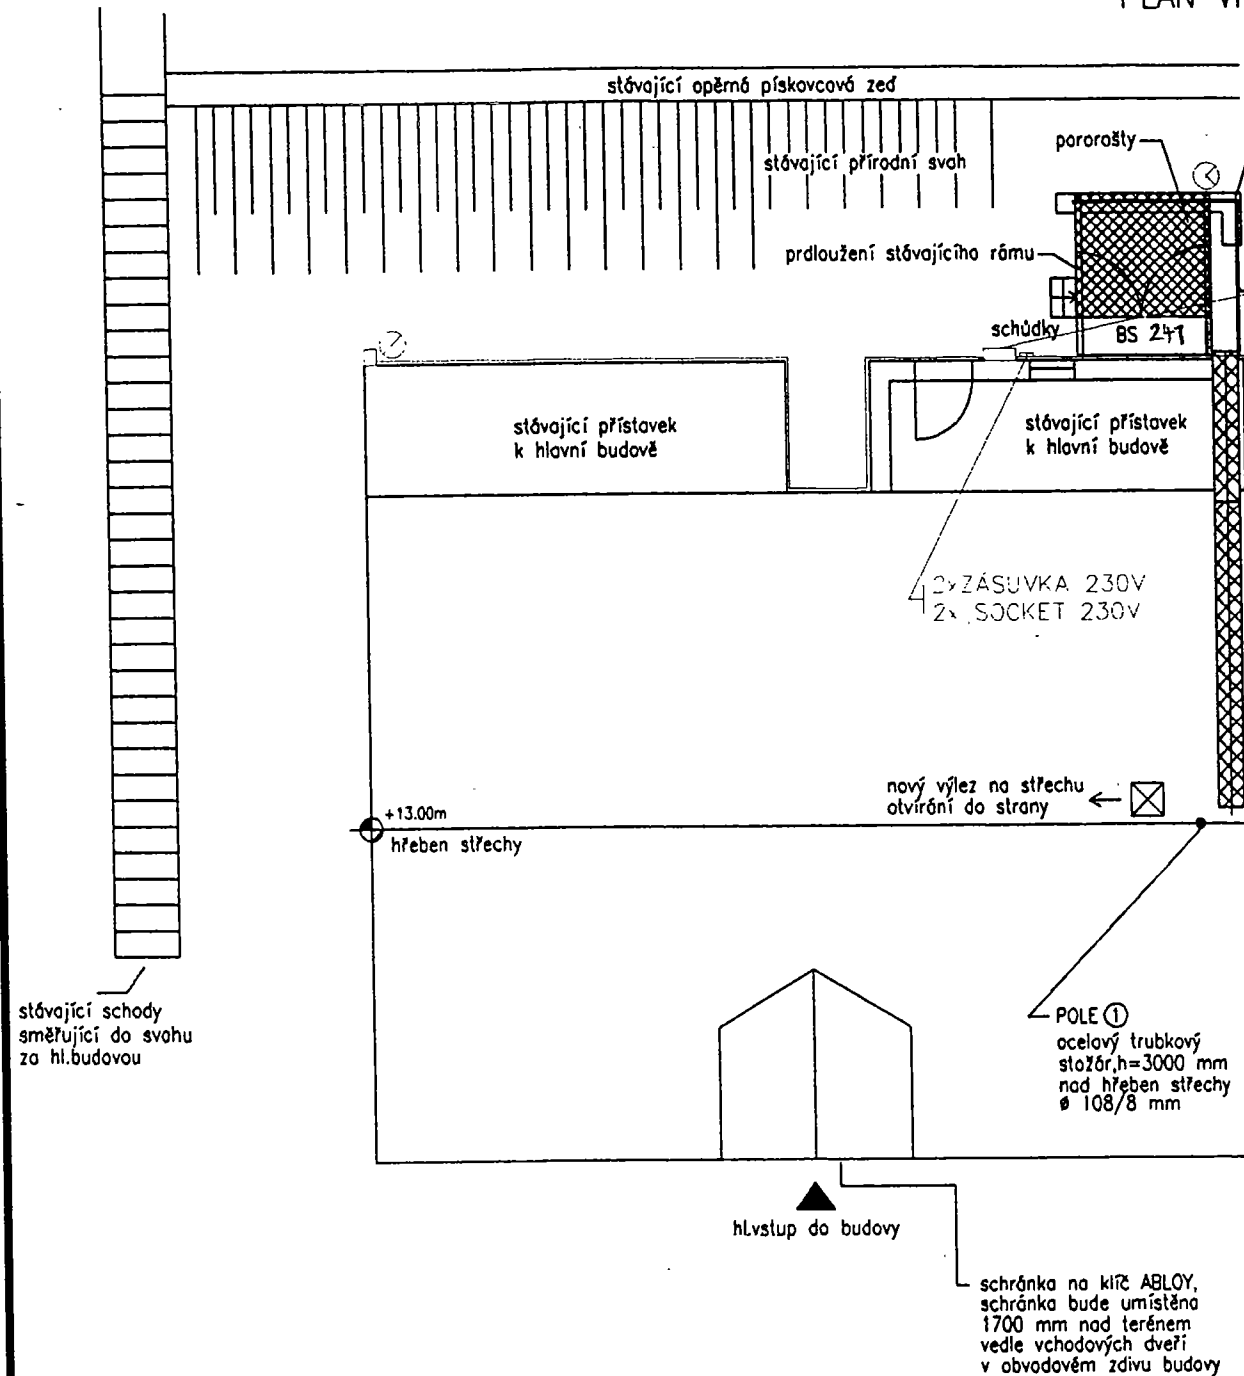 PLAN
stávající opěrná pískovcová zeď
pororošty
stávající přírodní svah
prdloužení stávajícího rámu
schůdky
BS 241
stávající přístavek
k hlavní budově
stávající přístavek
k hlavní budově
2xZÁSUVKA 230V
2x SOCKET 230V
nový výlez na střechu
otvírání do strany
+13.00m
hřeben střechy
stávající schody
směřující do svahu
za hl.budovou
POLE 1
ocelový trubkový
stožár,h=3000 mm
nad hřeben střechy
ø 108/8 mm
hl.vstup do budovy
schránka na klíč ABLOY,
schránka bude umístěna
1700 mm nad terénem
vedle vchodových dveří
v obvodovém zdivu budovy